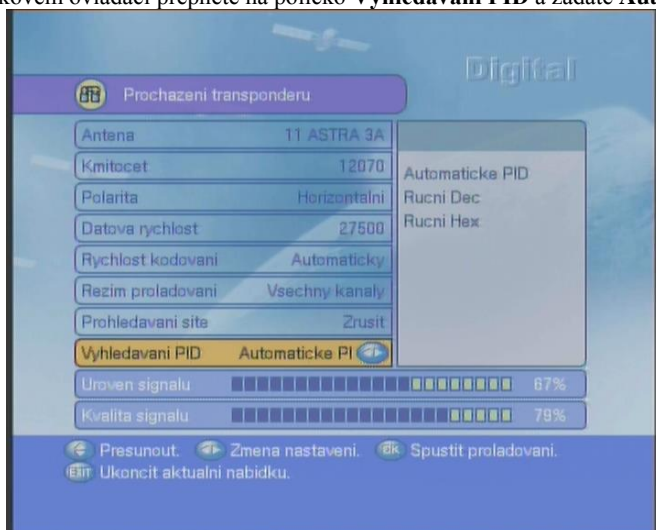 kovém ovladači přepněte na políčko Vyhledávání PID a zadáte
Digital
Prochazeni transponderu
Antena 11 ASTRA 3A
Kmitocet 12070
Polarita Horizontalni
Datova rychlost 27500
Rychlost kodovani Automaticky
Rezim proladovani Vsechny kanaly
Prohledavani site Zrusit
Vyhledavani PID Automaticke PI
Automaticke PID
Rucni Dec
Rucni Hex
Uroven signalu 67%
Kvalita signalu 79%
Presunout. Zmena nastaveni. OK Spustit proladovani.
EXIT Ukoncit aktualni nabidku.